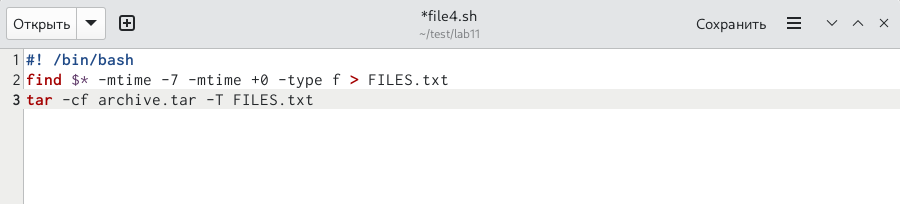 Открыть
*file4.sh
~/test/lab11
Сохранить
1 #! /bin/bash
2 find $* -mtime -7 -mtime +0 -type f > FILES.txt
3 tar -cf archive.tar -T FILES.txt